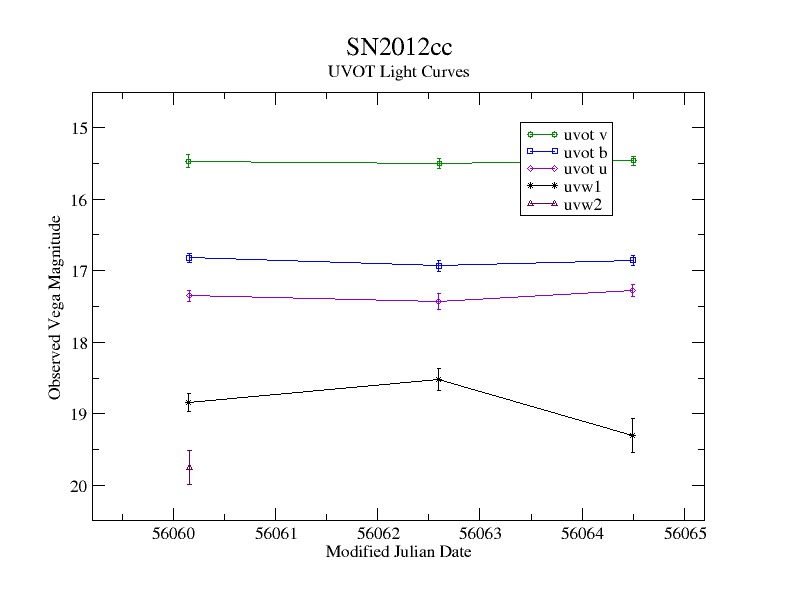 SN2012cc
UVOT Light Curves
Observed Vega Magnitude
15
16
17
18
19
20
uvot v
uvot b
uvot u
uvw1
uvw2
56060 56061 56062 56063 56064 56065
Modified Julian Date